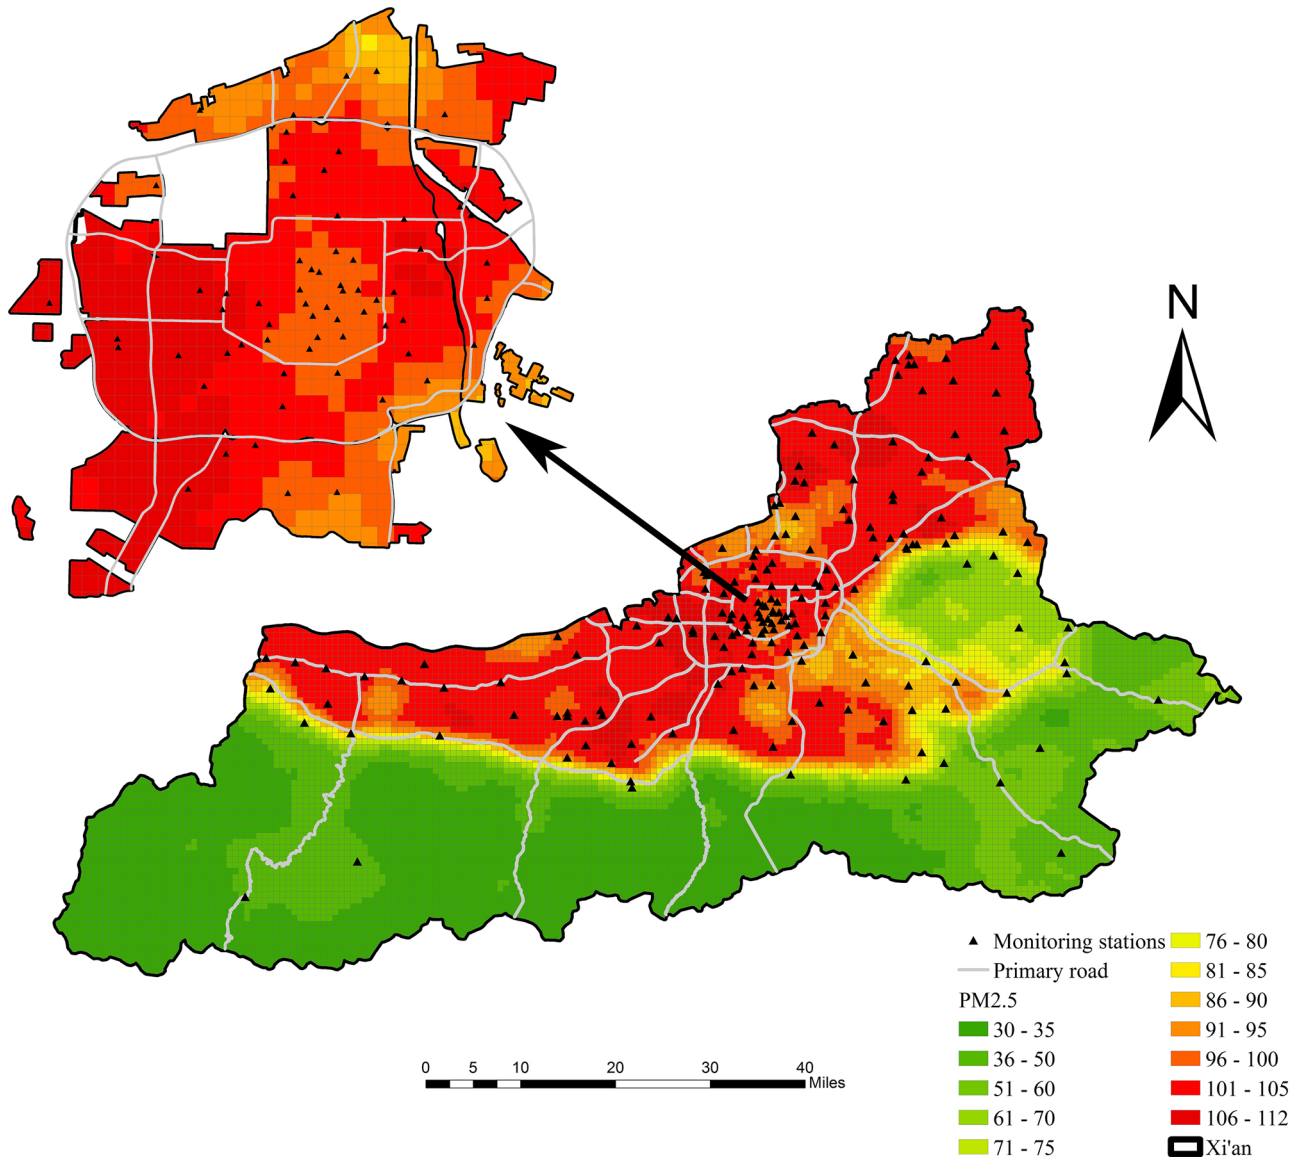 N
Monitoring stations
Primary road
PM2.5
30 - 35
36 - 50
51 - 60
61 - 70
71 - 75
76 - 80
81 - 85
86 - 90
91 - 95
96 - 100
101 - 105
106 - 112
Xi'an
0 5 10 20 30 40 Miles